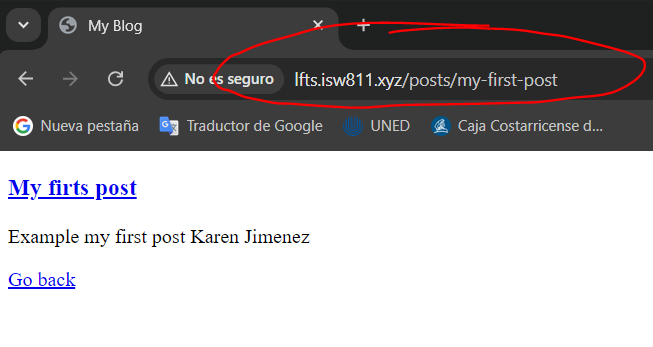 My Blog
No es seguro lfts.isw811.xyz/posts/my-first-post
Nueva pestaña Traductor de Google UNED Caja Costarricense d...
My firts post
Example my first post Karen Jimenez
Go back